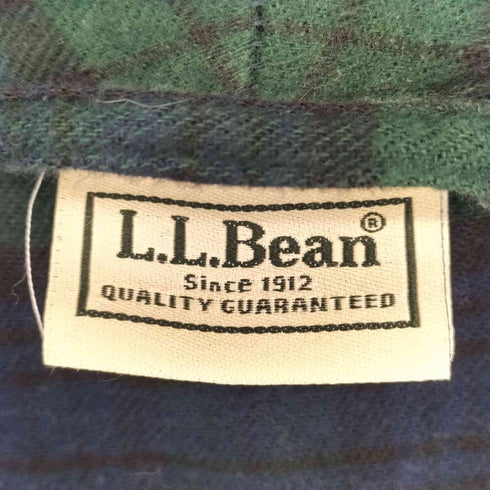 L.L.Bean®
Since 1912
QUALITY GUARANTEED